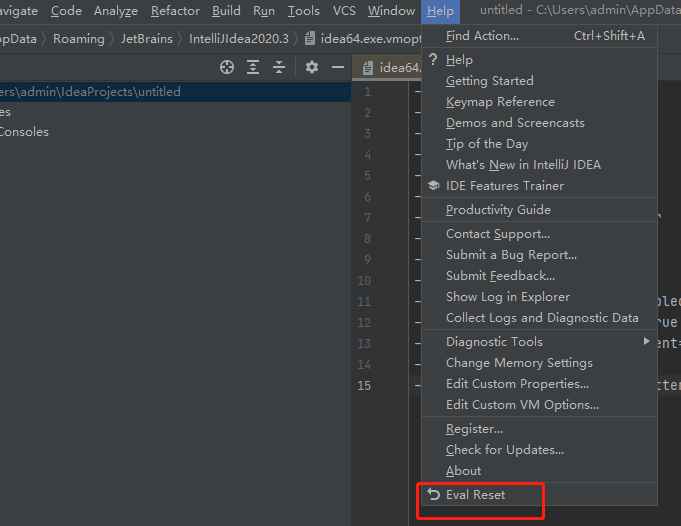 avigate Code Analyze Refactor Build Run Tools VCS Window Help untitled - C:\Users\admin\AppData
ppData Roaming JetBrains IntelliJIdea2020.3 idea64.exe.vmopt
idea64.
ers\admin\IdeaProjects\untitled
es
Consoles
1
2
3
4
5
6
7
8
9
10
11
12
13
14
15
Find Action... Ctrl+Shift+A
? Help
Getting Started
Keymap Reference
Demos and Screencasts
Tip of the Day
What's New in IntelliJ IDEA
IDE Features Trainer
Productivity Guide
Contact Support...
Submit a Bug Report...
Submit Feedback...
Show Log in Explorer
Collect Logs and Diagnostic Data
Diagnostic Tools
Change Memory Settings
Edit Custom Properties...
Edit Custom VM Options...
Register...
Check for Updates...
About
Eval Reset